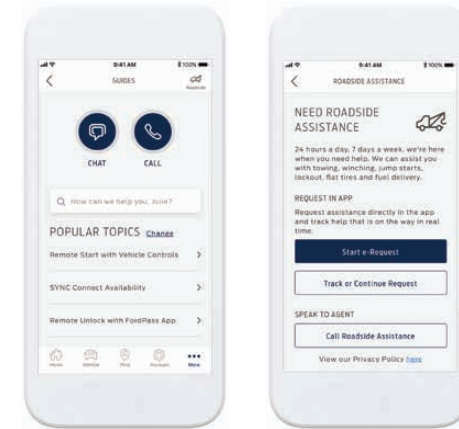 9:41 AM
100%
GUIDES
Roadside
CHAT
CALL
How can we help you, Julie?
POPULAR TOPICS Change
Remote Start with Vehicle Controls
SYNC Connect Availability
Remote Unlock with FordPass App
Home
Vehicle
Find
Account
More
9:41 AM
100%
ROADSIDE ASSISTANCE
NEED ROADSIDE
ASSISTANCE
24 hours a day, 7 days a week, we're here
when you need help. We can assist you
with towing, winching, jump starts,
lockout, flat tires and fuel delivery.
REQUEST IN APP
Request assistance directly in the app
and track help that is on the way in real
time.
Start e-Request
Track or Continue Request
SPEAK TO AGENT
Call Roadside Assistance
View our Privacy Policy here